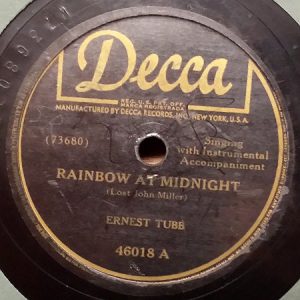 Decca
REG. U.S. PAT. OFF.
MARCA REGISTRADA
MANUFACTURED BY DECCA RECORDS, INC., NEW YORK, U.S.A.
(73680)
Singing
with Instrumental
Accompaniment
RAINBOW AT MIDNIGHT
(Lost John Miller)
ERNEST TUBB
46018 A